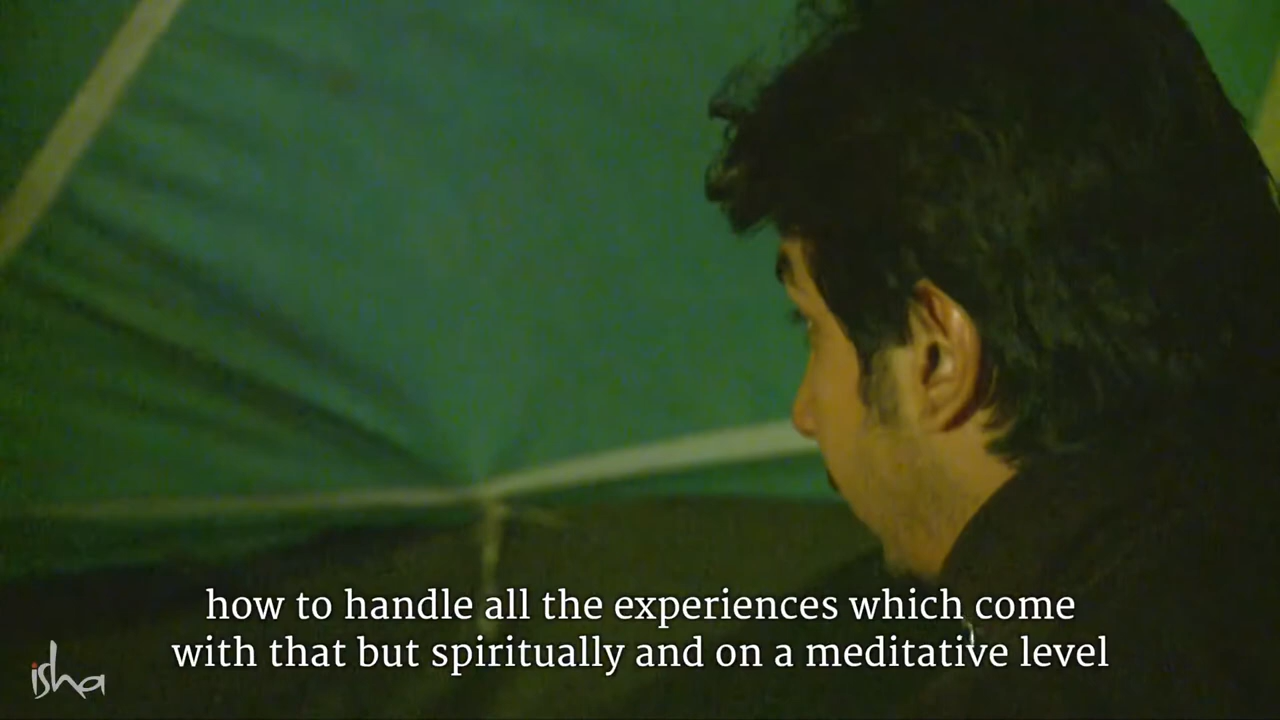 how to handle all the experiences which come
with that but spiritually and on a meditative level
isha